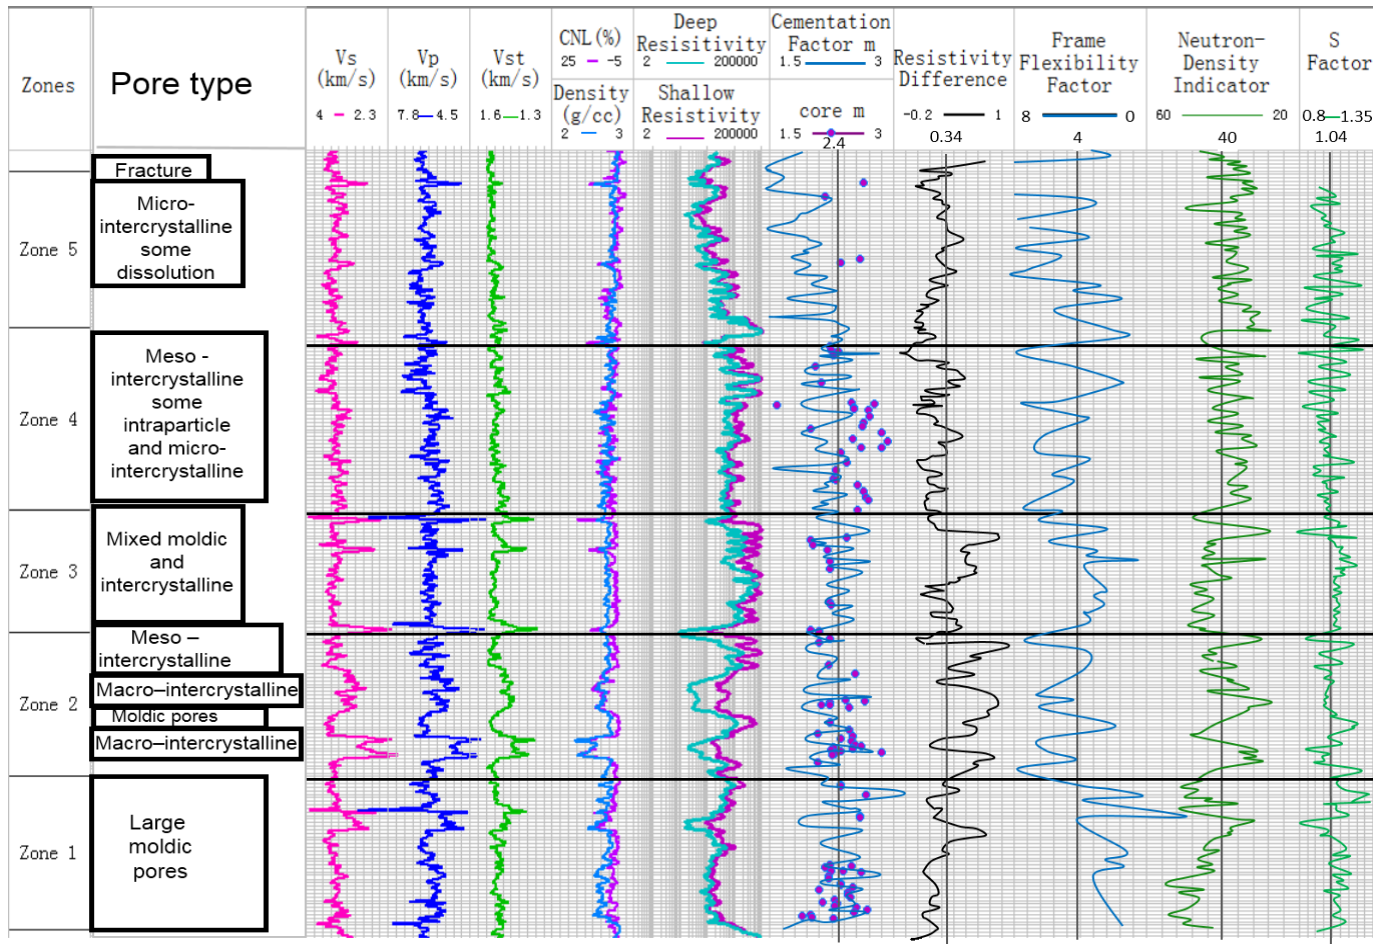 Zones
Pore type
Vs
(km/s)
4 2.3
Vp
(km/s)
7.8 4.5
Vst
(km/s)
1.6 1.3
CNL(%)
25 -5
Density
(g/cc)
2 3
Deep
Resisitivity
2 200000
Shallow
Resistivity
2 200000
Cementation
Factor m
1.5 3
core m
1.5 3
2.4
Resistivity
Difference
-0.2 1
0.34
Frame
Flexibility
Factor
8 0
4
Neutron-
Density
Indicator
60 20
40
S
Factor
0.8 1.35
1.04
Fracture
Zone 5
Micro-
intercrystalline
some
dissolution
Zone 4
Meso -
intercrystalline
some
intraparticle
and micro-
intercrystalline
Zone 3
Mixed moldic
and
intercrystalline
Zone 2
Meso –
intercrystalline
Macro–intercrystalline
Moldic pores
Macro–intercrystalline
Zone 1
Large
moldic
pores